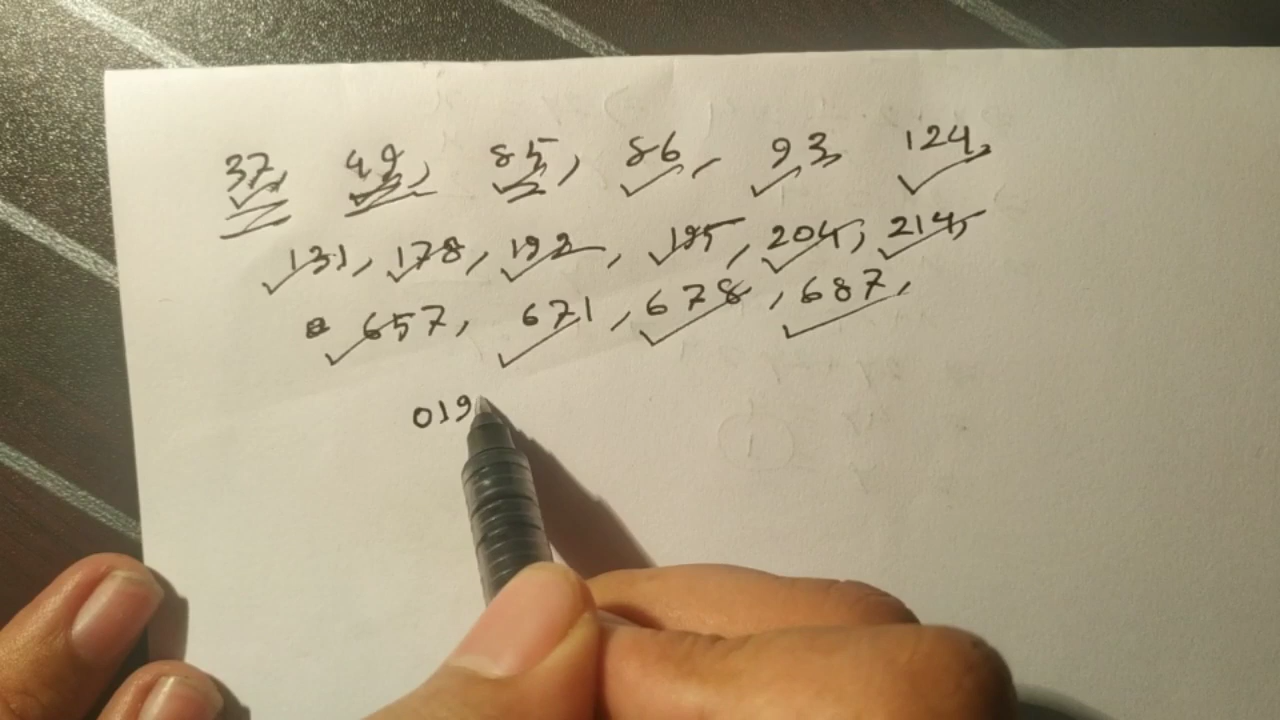 37, 49, 85, 86, 93, 124,
131, 178, 192, 195, 204, 214,
657, 671, 678, 687,
019